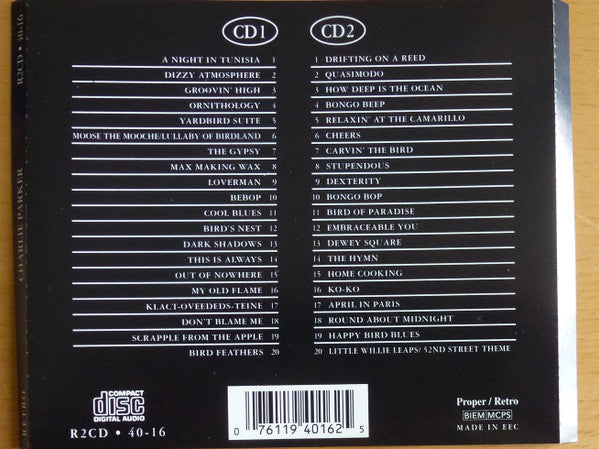 R2CD • 40-16
CHARLIE PARKER
RETRO
CD1
A NIGHT IN TUNISIA 1
DIZZY ATMOSPHERE 2
GROOVIN' HIGH 3
ORNITHOLOGY 4
YARDBIRD SUITE 5
MOOSE THE MOOCHE/LULLABY OF BIRDLAND 6
THE GYPSY 7
MAX MAKING WAX 8
LOVERMAN 9
BEBOP 10
COOL BLUES 11
BIRD'S NEST 12
DARK SHADOWS 13
THIS IS ALWAYS 14
OUT OF NOWHERE 15
MY OLD FLAME 16
KLACT-OVEEDEDS-TEINE 17
DON'T BLAME ME 18
SCRAPPLE FROM THE APPLE 19
BIRD FEATHERS 20
CD2
1 DRIFTING ON A REED
2 QUASIMODO
3 HOW DEEP IS THE OCEAN
4 BONGO BEEP
5 RELAXIN' AT THE CAMARILLO
6 CHEERS
7 CARVIN' THE BIRD
8 STUPENDOUS
9 DEXTERITY
10 BONGO BOP
11 BIRD OF PARADISE
12 EMBRACEABLE YOU
13 DEWEY SQUARE
14 THE HYMN
15 HOME COOKING
16 KO-KO
17 APRIL IN PARIS
18 ROUND ABOUT MIDNIGHT
19 HAPPY BIRD BLUES
20 LITTLE WILLIE LEAPS/ 52ND STREET THEME
COMPACT
disc
DIGITAL AUDIO
R2CD • 40-16
0 76119 40162 5
Proper / Retro
BIEM MCPS
MADE IN EEC